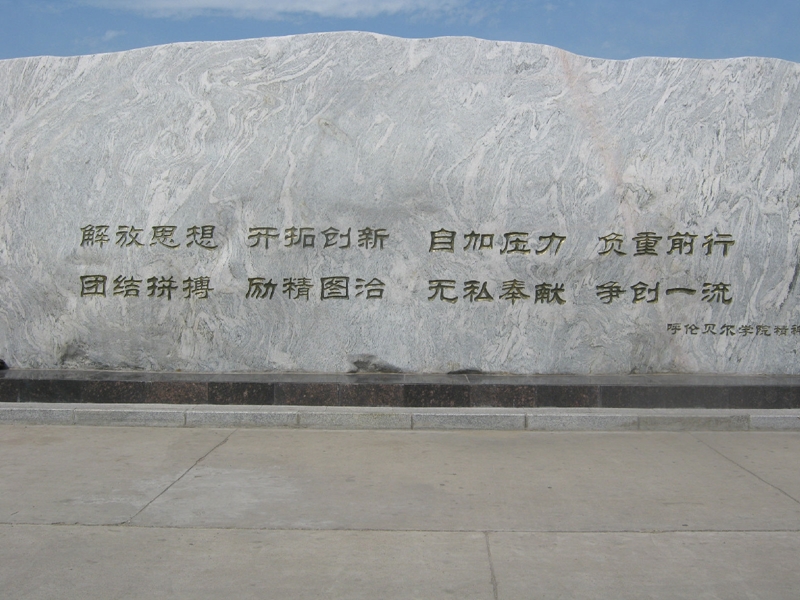 解放思想 开拓创新 自加压力 负重前行
团结拼搏 励精图治 无私奉献 争创一流
呼伦贝尔学院精神